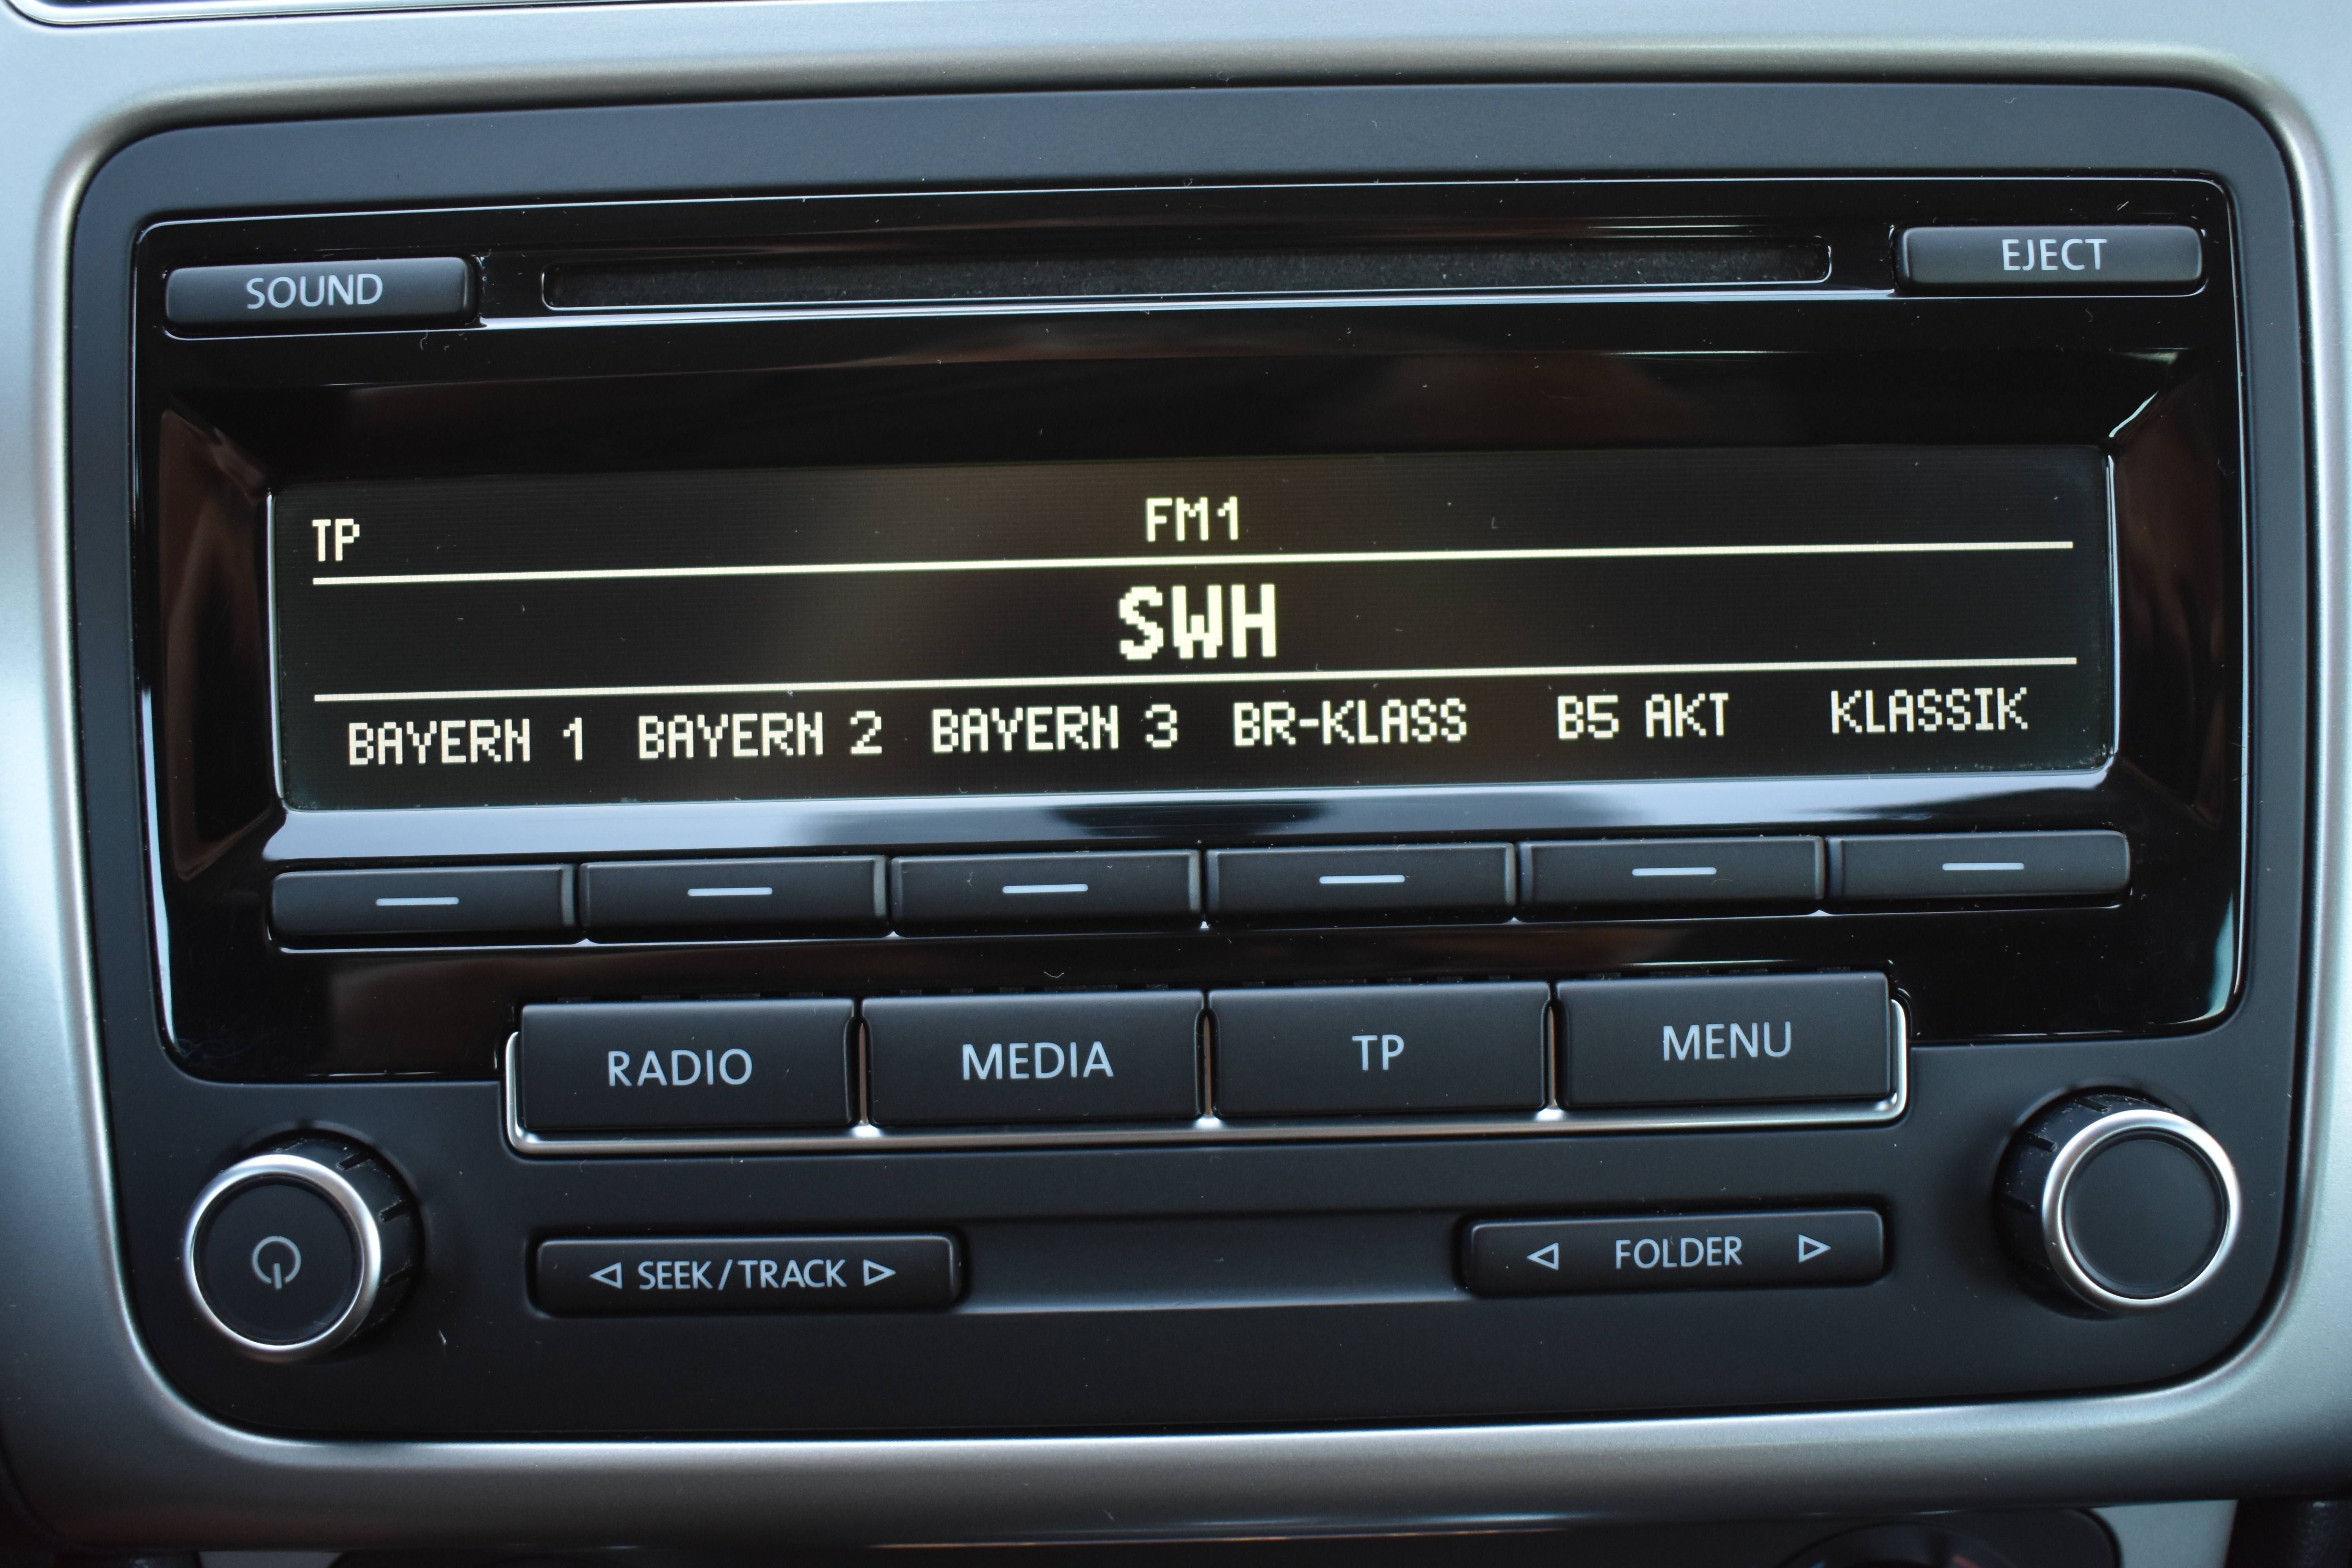 SOUND
EJECT
TP FM1
SWH
BAYERN 1 BAYERN 2 BAYERN 3 BR-KLASS B5 AKT KLASSIK
RADIO MEDIA TP MENU
SEEK/TRACK FOLDER